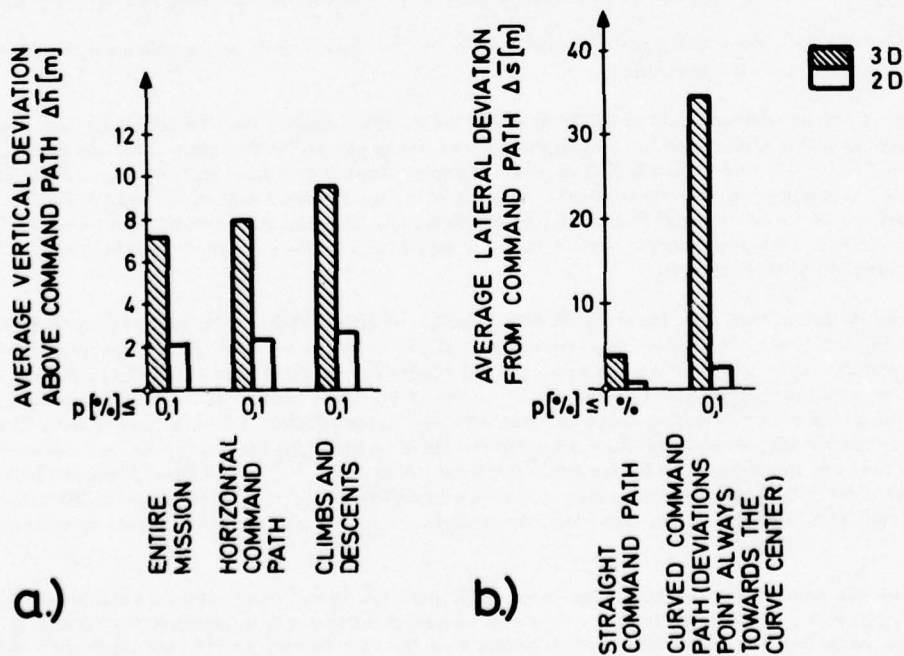 AVERAGE VERTICAL DEVIATION
ABOVE COMMAND PATH Δh̄ [m]
12
10
8
6
4
2
p [%] ≤ 0,1 0,1 0,1
ENTIRE
MISSION
HORIZONTAL
COMMAND
PATH
CLIMBS AND
DESCENTS
a.)
AVERAGE LATERAL DEVIATION
FROM COMMAND PATH Δs̄ [m]
40
30
20
10
p [%] ≤ % 0,1
STRAIGHT
COMMAND PATH
CURVED COMMAND
PATH (DEVIATIONS
POINT ALWAYS
TOWARDS THE
CURVE CENTER)
b.)
3D
2D